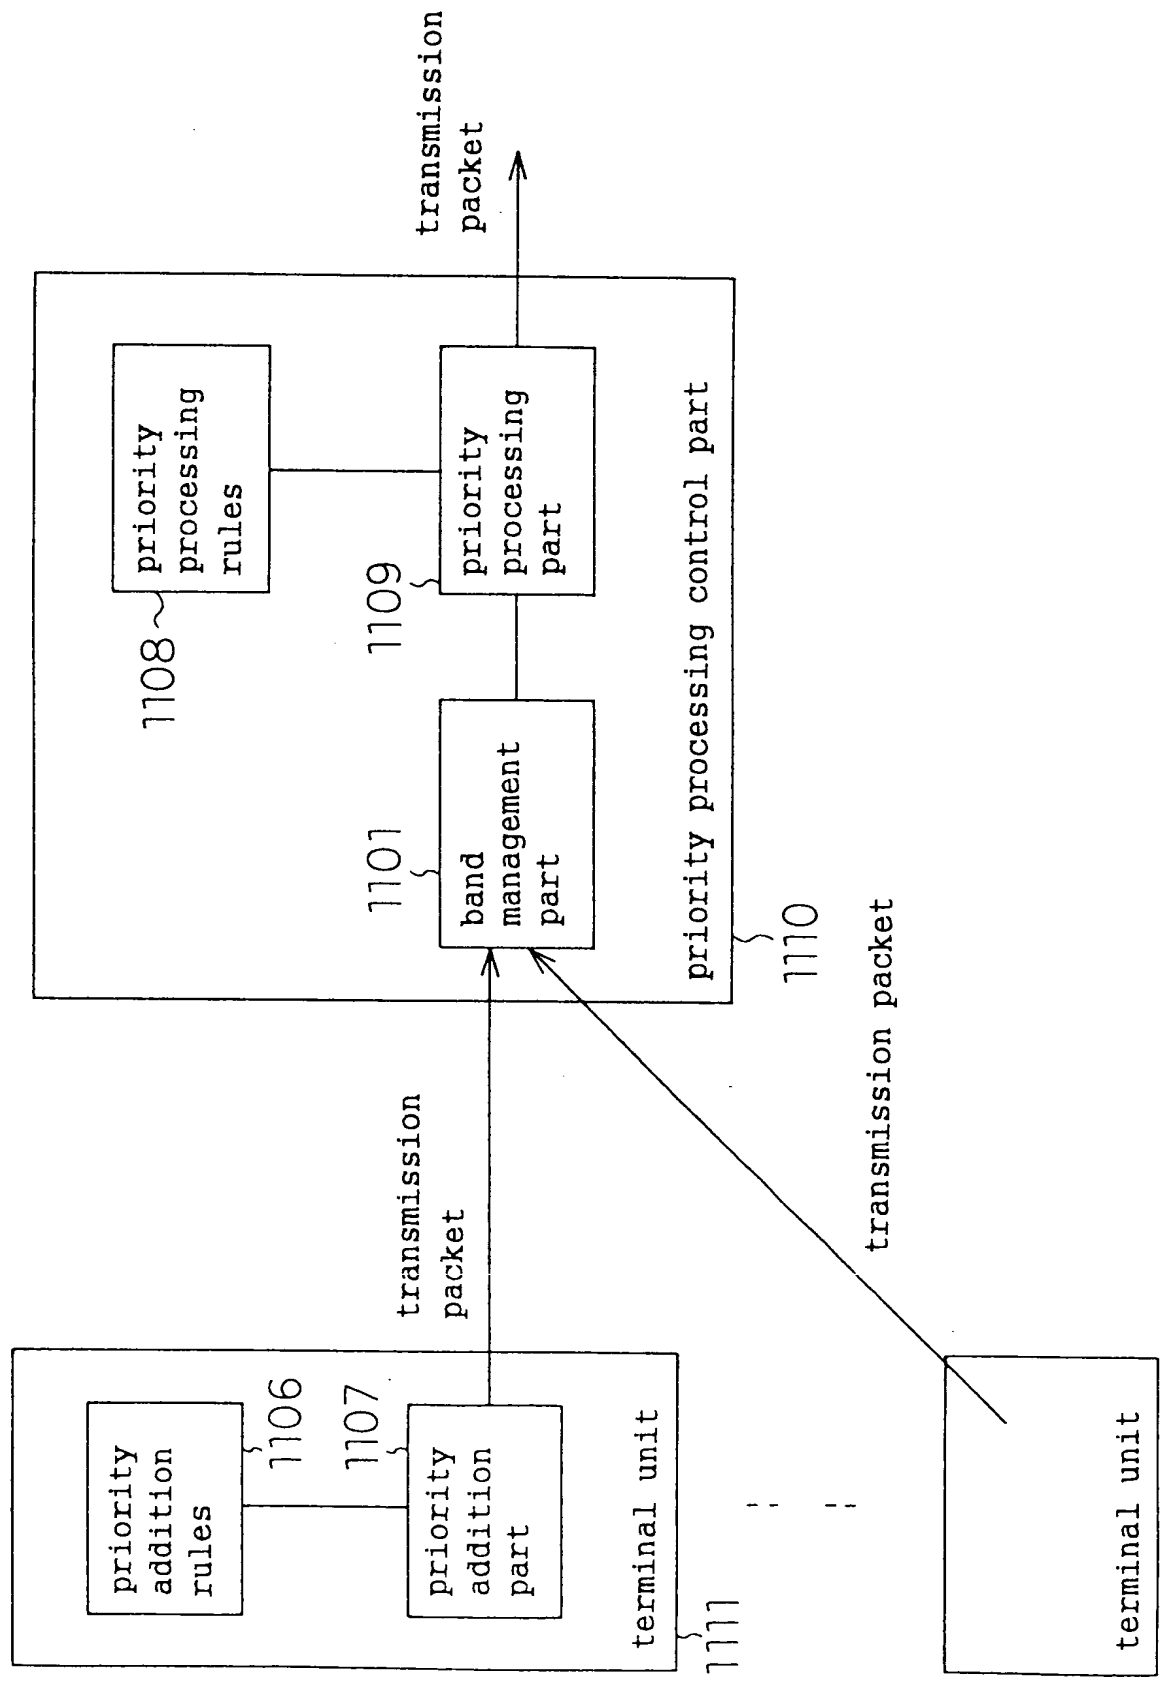 priority
addition
rules
1106
1107
priority
addition
part
terminal unit
1111
transmission
packet
terminal unit
transmission packet
1108
priority
processing
rules
1101
band
management
part
1109
priority
processing
part
priority processing control part
1110
transmission
packet